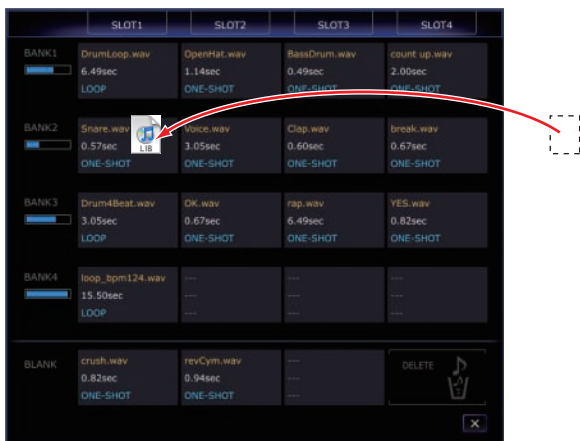 SLOT1 SLOT2 SLOT3 SLOT4
BANK1 DrumLoop.wav OpenHat.wav BassDrum.wav count up.wav
6.49sec 1.14sec 0.49sec 2.00sec
LOOP ONE-SHOT ONE-SHOT ONE-SHOT
BANK2 Snare.wav Voice.wav Clap.wav break.wav
LIB
0.57sec 3.05sec 0.60sec 0.67sec
ONE-SHOT ONE-SHOT ONE-SHOT ONE-SHOT
BANK3 Drum4Beat.wav OK.wav rap.wav YES.wav
3.05sec 0.67sec 6.49sec 0.82sec
LOOP ONE-SHOT ONE-SHOT ONE-SHOT
BANK4 loop_bpm124.wav --- --- ---
15.50sec --- --- ---
LOOP --- --- ---
BLANK crush.wav revCym.wav --- DELETE
0.82sec 0.94sec ---
ONE-SHOT ONE-SHOT ---